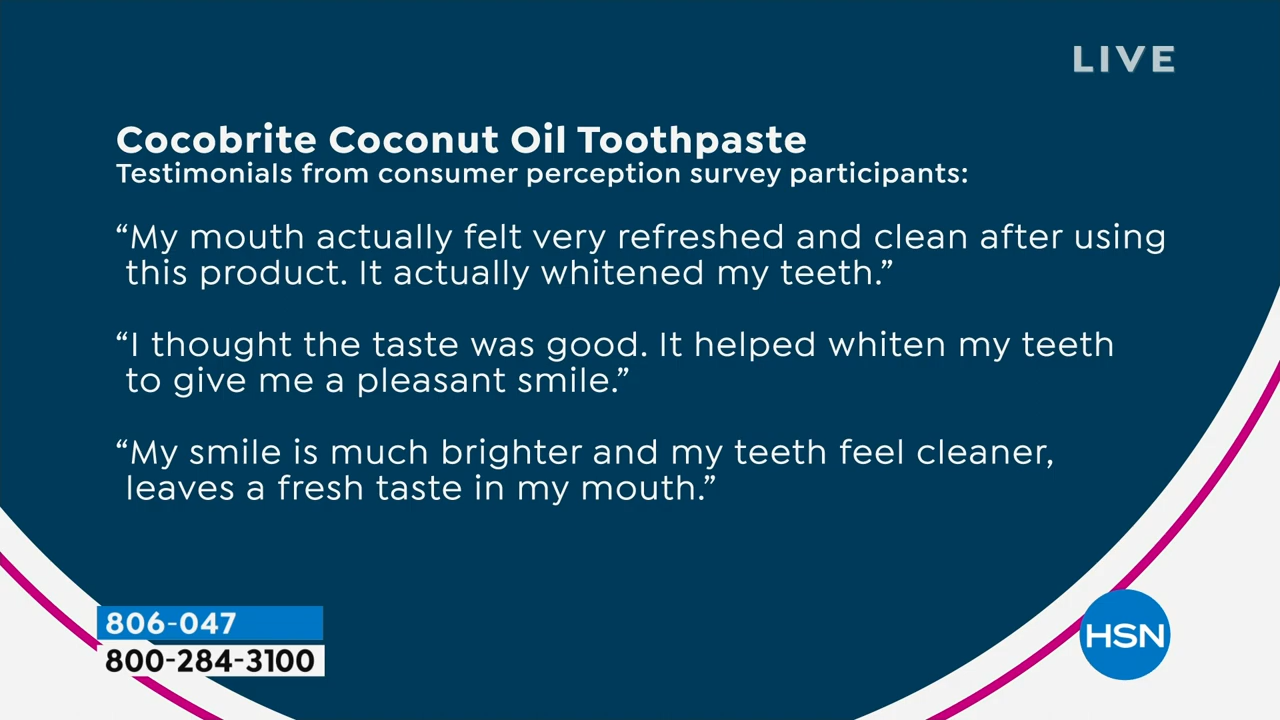 LIVE
Cocobrite Coconut Oil Toothpaste
Testimonials from consumer perception survey participants:
“My mouth actually felt very refreshed and clean after using
this product. It actually whitened my teeth.”
“I thought the taste was good. It helped whiten my teeth
to give me a pleasant smile.”
“My smile is much brighter and my teeth feel cleaner,
leaves a fresh taste in my mouth.”
806-047
800-284-3100
HSN